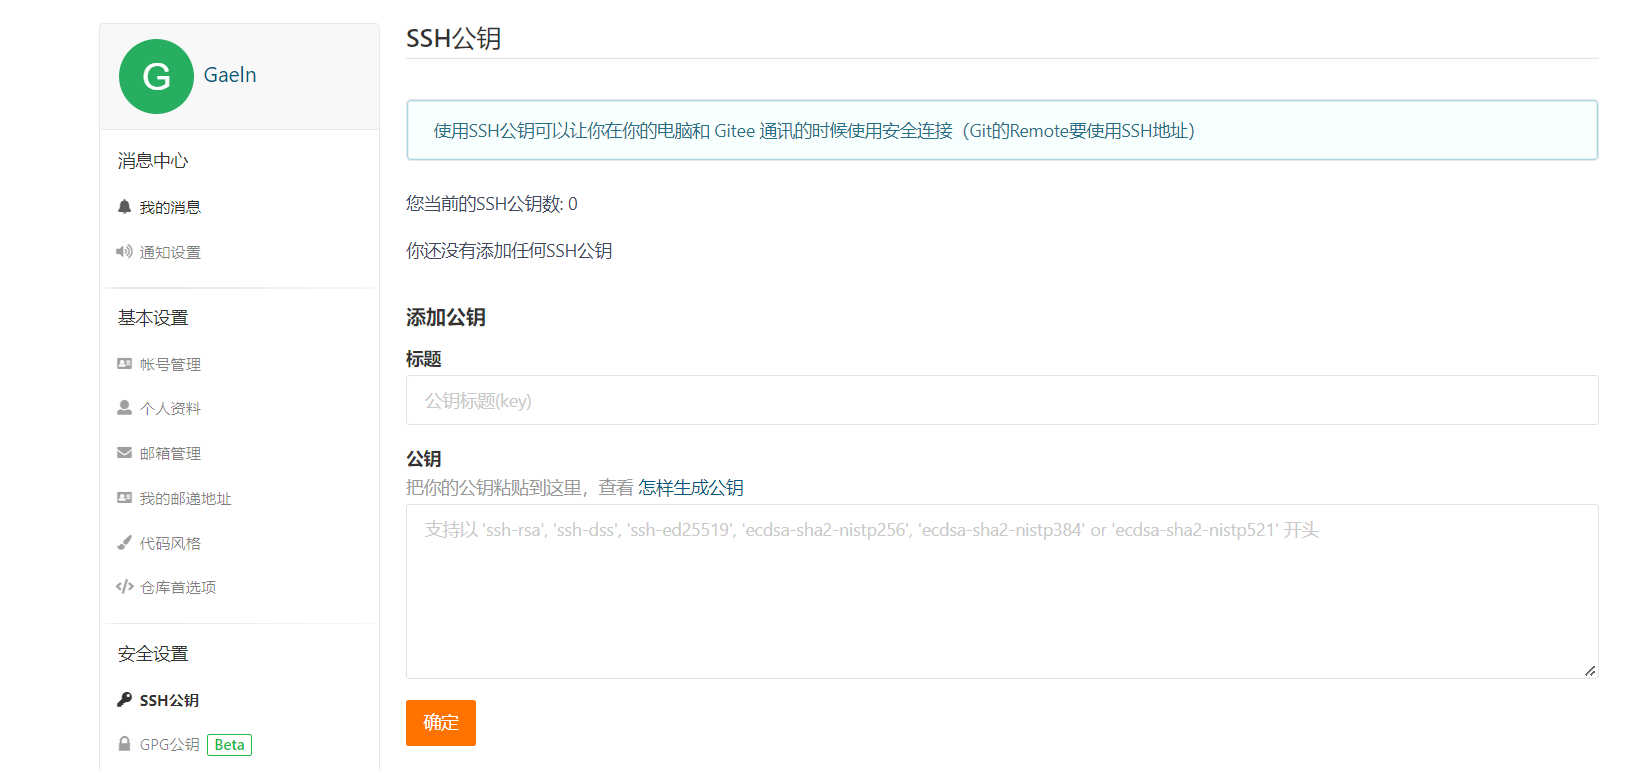 G
Gaeln
消息中心
我的消息
通知设置
基本设置
帐号管理
个人资料
邮箱管理
我的邮递地址
代码风格
仓库首选项
安全设置
SSH公钥
GPG公钥 Beta
SSH公钥
使用SSH公钥可以让你在你的电脑和 Gitee 通讯的时候使用安全连接（Git的Remote要使用SSH地址）
您当前的SSH公钥数: 0
你还没有添加任何SSH公钥
添加公钥
标题
公钥标题(key)
公钥
把你的公钥粘贴到这里，查看 怎样生成公钥
支持以 'ssh-rsa', 'ssh-dss', 'ssh-ed25519', 'ecdsa-sha2-nistp256', 'ecdsa-sha2-nistp384' or 'ecdsa-sha2-nistp521' 开头
确定